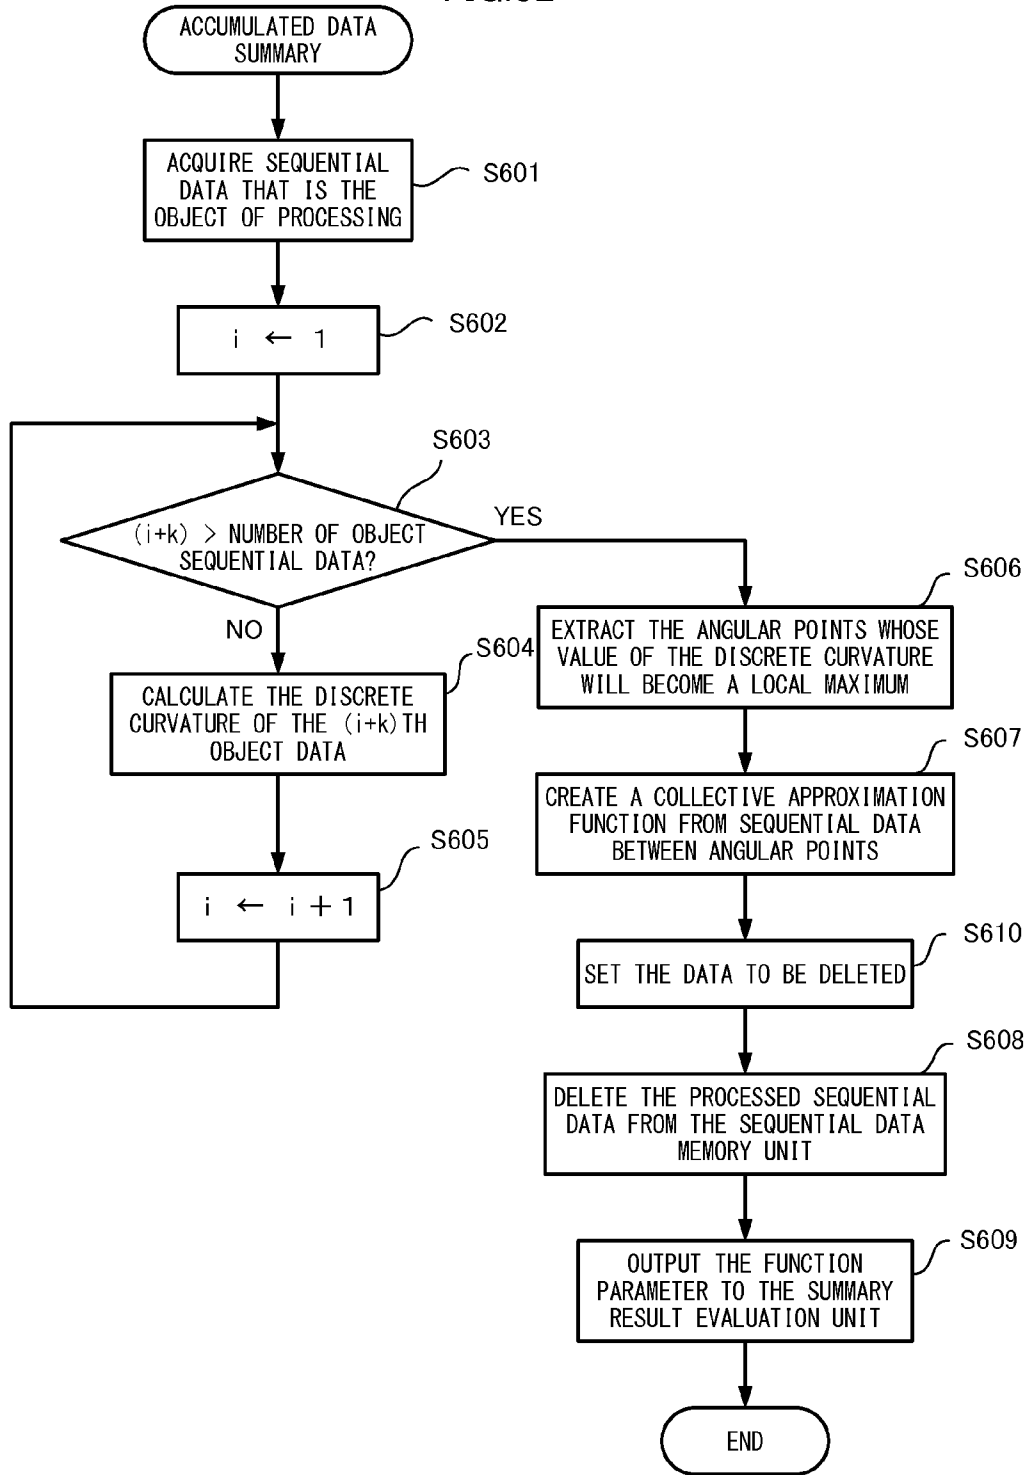 ACCUMULATED DATA
SUMMARY
ACQUIRE SEQUENTIAL
DATA THAT IS THE
OBJECT OF PROCESSING
S601
i ← 1
S602
S603
(i+k) > NUMBER OF OBJECT
SEQUENTIAL DATA?
YES
NO
S604
CALCULATE THE DISCRETE
CURVATURE OF THE (i+k)TH
OBJECT DATA
S605
i ← i + 1
S606
EXTRACT THE ANGULAR POINTS WHOSE
VALUE OF THE DISCRETE CURVATURE
WILL BECOME A LOCAL MAXIMUM
S607
CREATE A COLLECTIVE APPROXIMATION
FUNCTION FROM SEQUENTIAL DATA
BETWEEN ANGULAR POINTS
S610
SET THE DATA TO BE DELETED
S608
DELETE THE PROCESSED SEQUENTIAL
DATA FROM THE SEQUENTIAL DATA
MEMORY UNIT
S609
OUTPUT THE FUNCTION
PARAMETER TO THE SUMMARY
RESULT EVALUATION UNIT
END